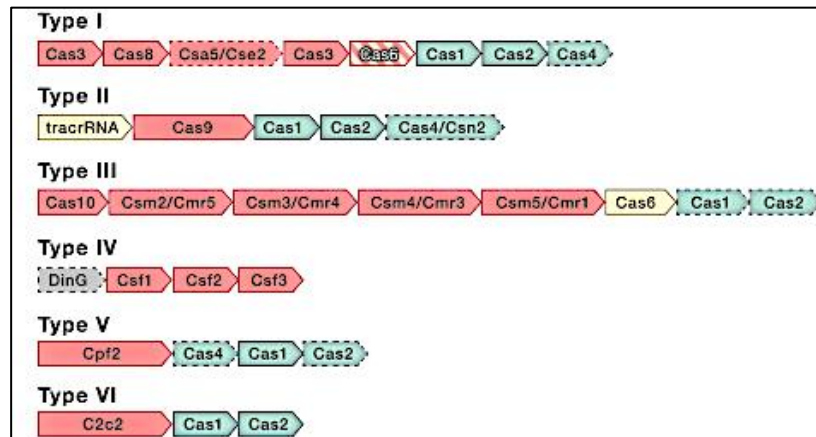 Type I
Cas3 Cas8 Csa5/Cse2 Cas3 Cas6 Cas1 Cas2 Cas4
Type II
tracrRNA Cas9 Cas1 Cas2 Cas4/Csn2
Type III
Cas10 Csm2/Cmr5 Csm3/Cmr4 Csm4/Cmr3 Csm5/Cmr1 Cas6 Cas1 Cas2
Type IV
DinG Csf1 Csf2 Csf3
Type V
Cpf2 Cas4 Cas1 Cas2
Type VI
C2c2 Cas1 Cas2